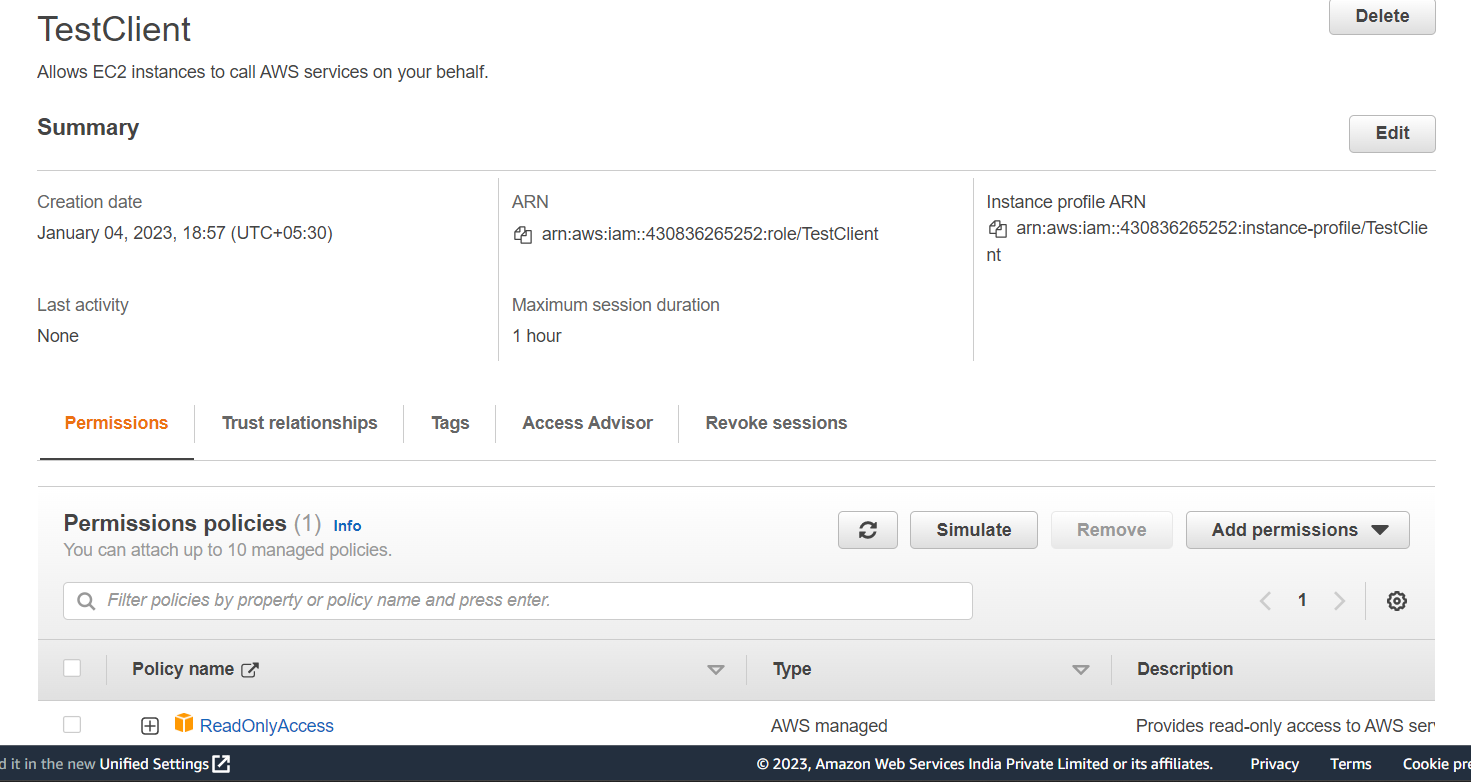 TestClient
Delete
Allows EC2 instances to call AWS services on your behalf.
Summary
Edit
Creation date
January 04, 2023, 18:57 (UTC+05:30)
ARN
arn:aws:iam::430836265252:role/TestClient
Instance profile ARN
arn:aws:iam::430836265252:instance-profile/TestClie
nt
Last activity
None
Maximum session duration
1 hour
Permissions
Trust relationships
Tags
Access Advisor
Revoke sessions
Permissions policies (1) Info
You can attach up to 10 managed policies.
Simulate
Remove
Add permissions
Filter policies by property or policy name and press enter.
1
Policy name
Type
Description
ReadOnlyAccess
AWS managed
Provides read-only access to AWS ser
d it in the new Unified Settings
© 2023, Amazon Web Services India Private Limited or its affiliates.
Privacy
Terms
Cookie pre